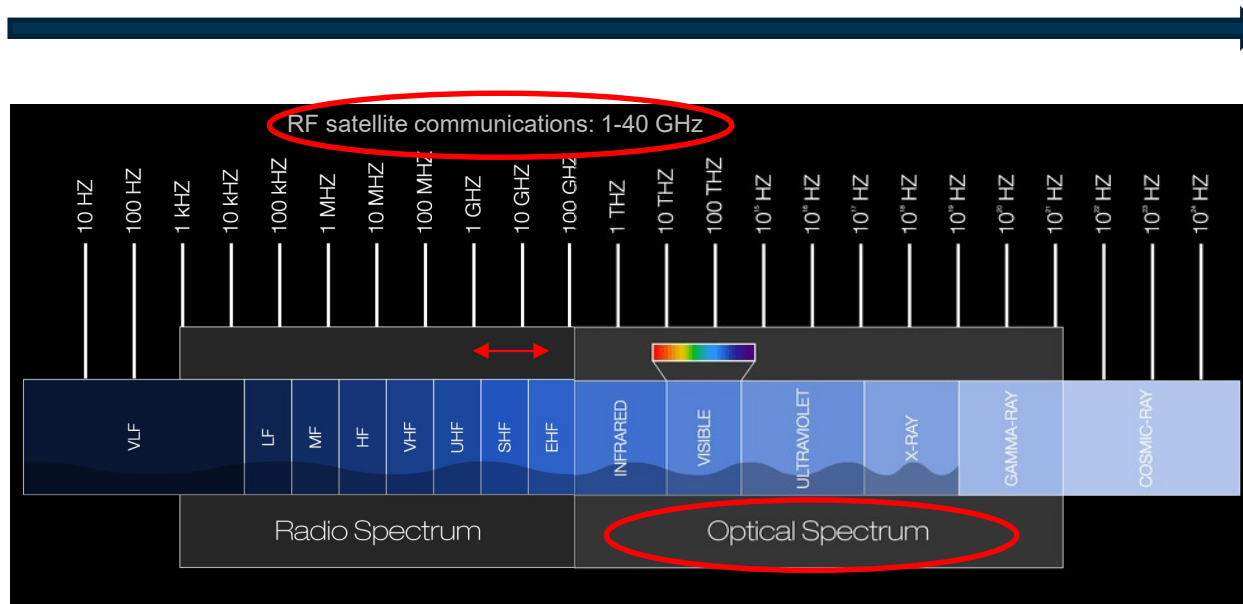 RF satellite communications: 1-40 GHz
10 HZ
100 HZ
1 kHZ
10 kHZ
100 kHZ
1 MHZ
10 MHZ
100 MHZ
1 GHZ
10 GHZ
100 GHZ
1 THZ
10 THZ
100 THZ
10¹⁵ HZ
10¹⁶ HZ
10¹⁷ HZ
10¹⁸ HZ
10¹⁹ HZ
10²⁰ HZ
10²¹ HZ
10²² HZ
10²³ HZ
10²⁴ HZ
VLF
LF
MF
HF
VHF
UHF
SHF
EHF
INFRARED
VISIBLE
ULTRAVIOLET
X-RAY
GAMMA-RAY
COSMIC-RAY
Radio Spectrum
Optical Spectrum